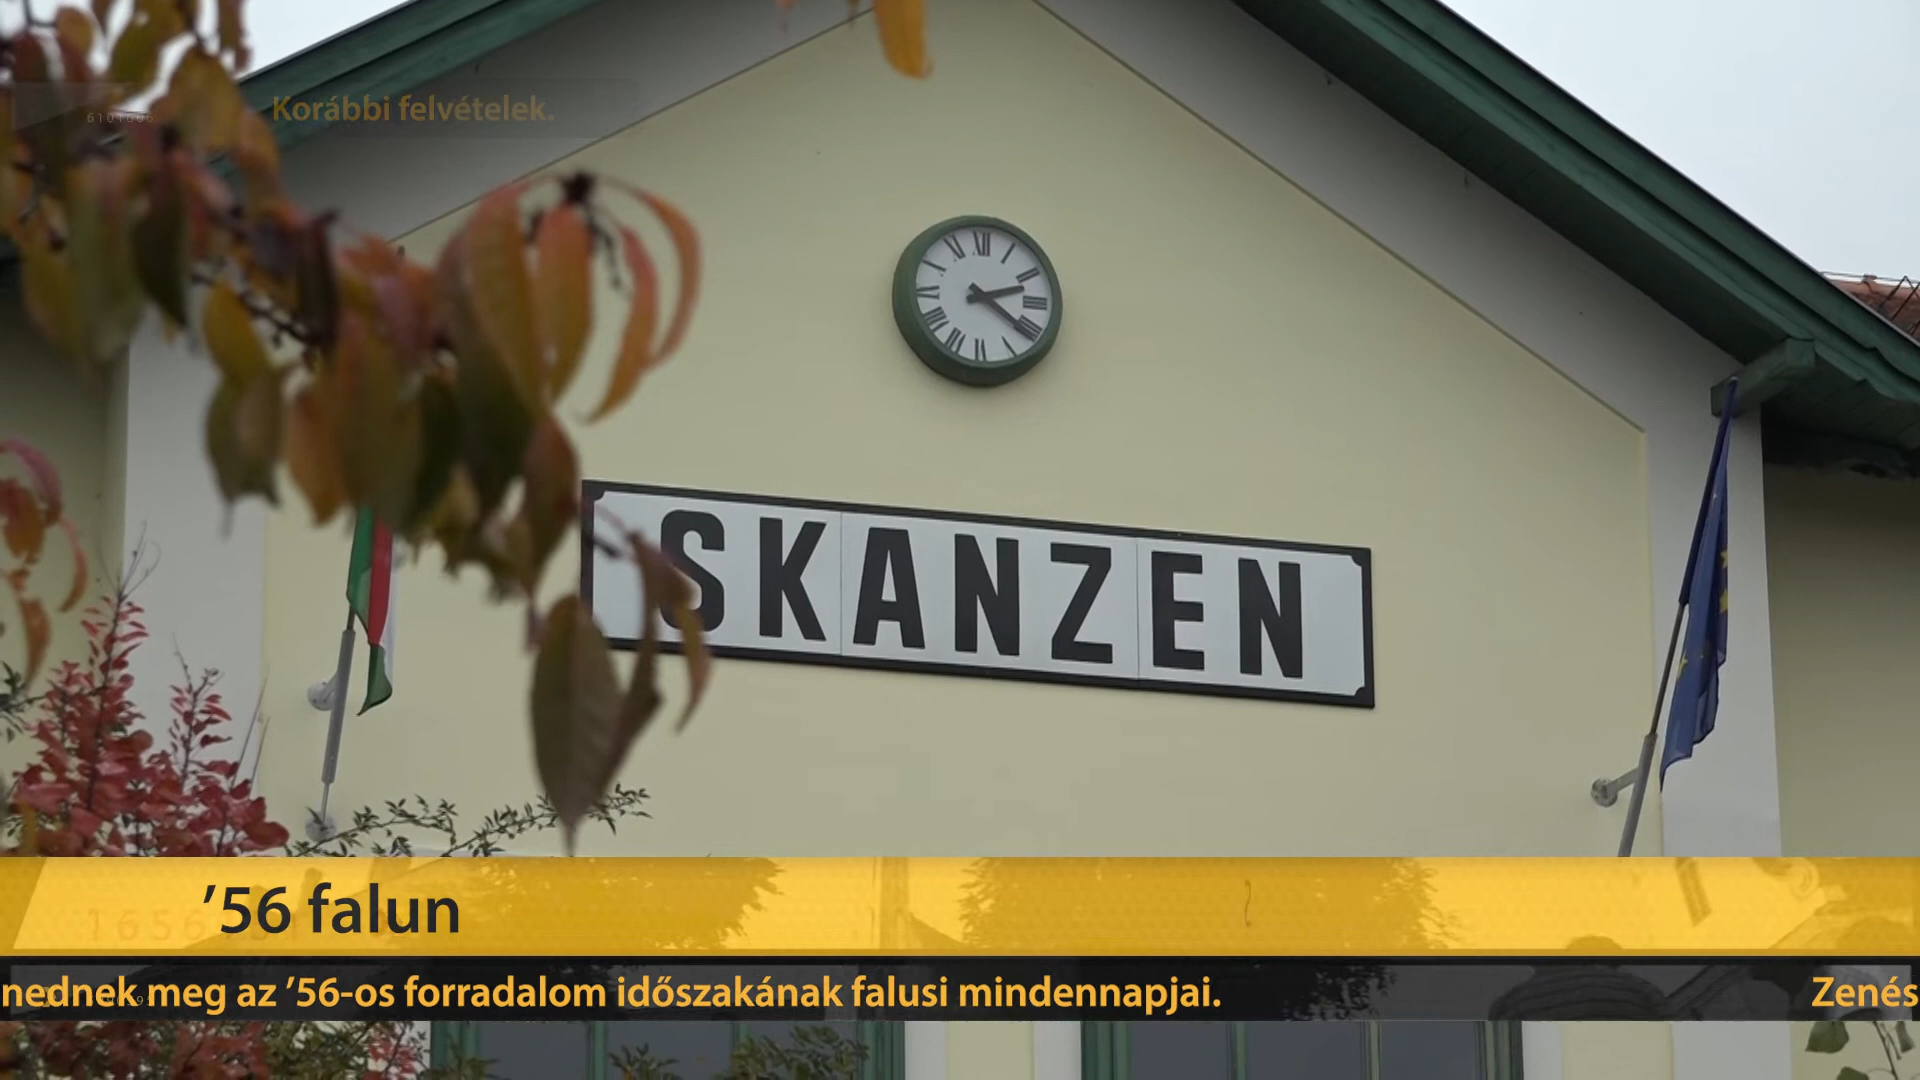 Korábbi felvételek.
SKANZEN
’56 falun
nednek meg az ’56-os forradalom időszakának falusi mindennapjai.
Zenés